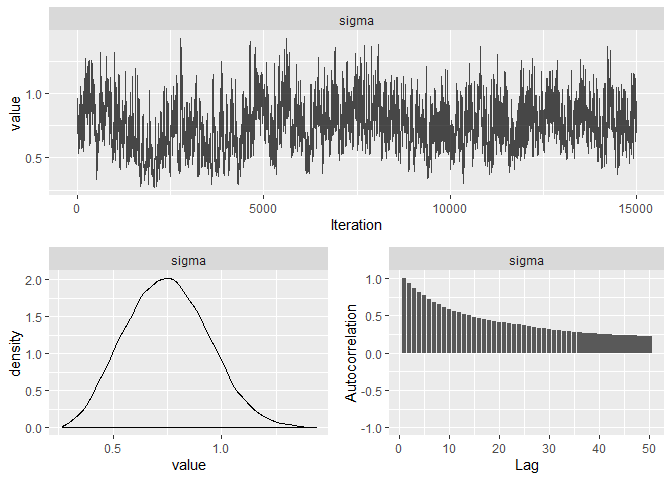 sigma
1.0
0.5
value
0 5000 10000 15000
Iteration
sigma
2.0
1.5
1.0
0.5
0.0
density
0.5 1.0
value
sigma
1.0
0.5
0.0
-0.5
-1.0
Autocorrelation
0 10 20 30 40 50
Lag